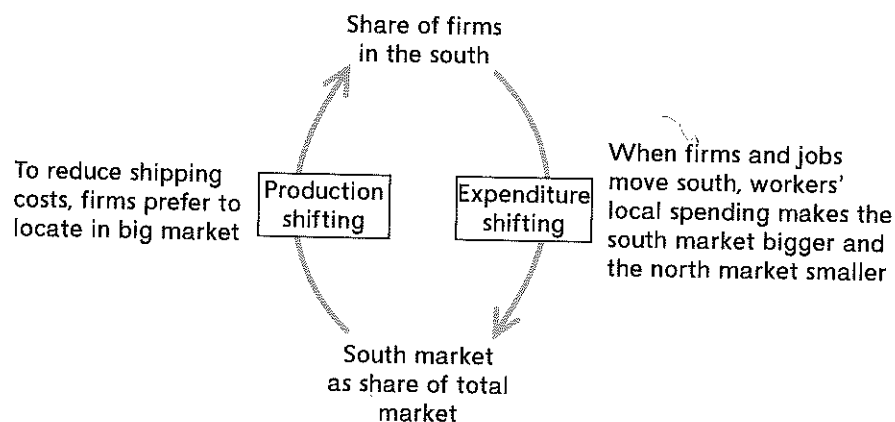 Share of firms
in the south
To reduce shipping
costs, firms prefer to
locate in big market
Production
shifting
Expenditure
shifting
When firms and jobs
move south, workers'
local spending makes the
south market bigger and
the north market smaller
South market
as share of total
market